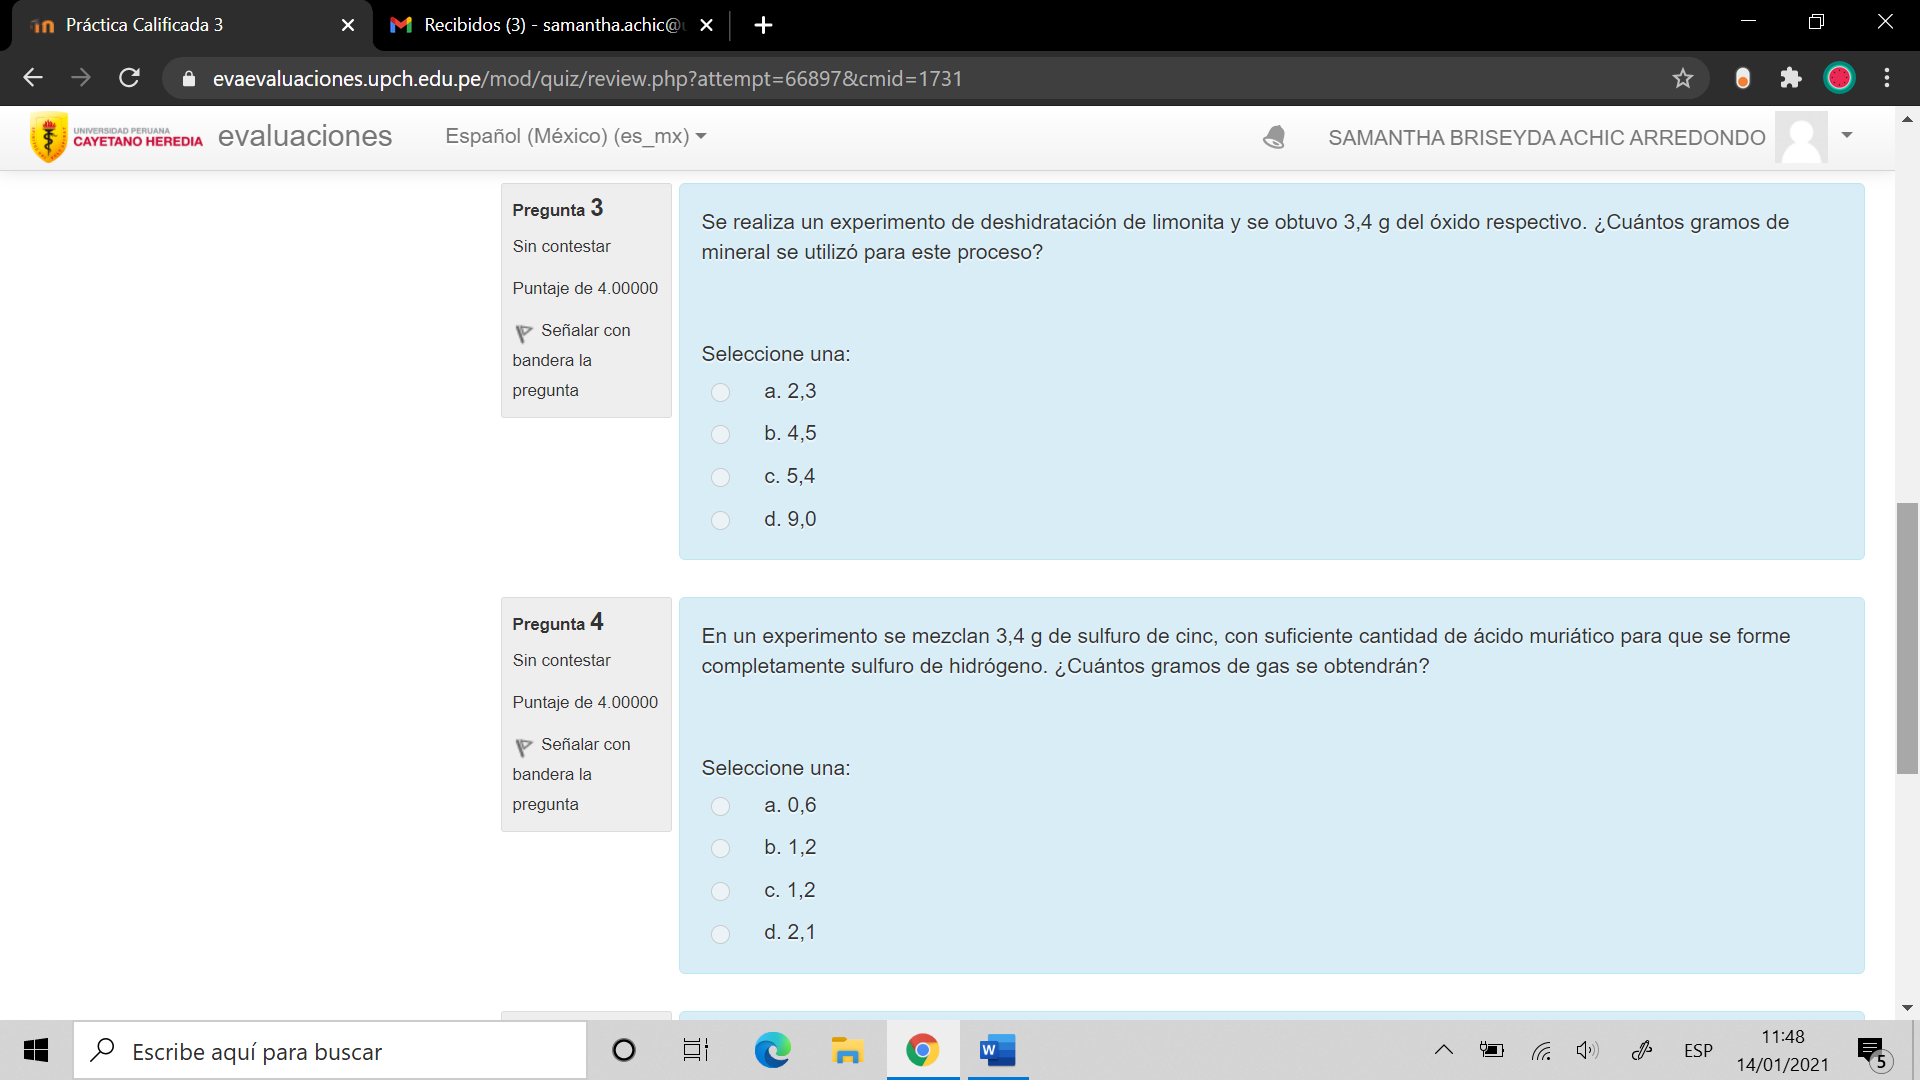 Práctica Calificada 3
Recibidos (3) - samantha.achic@
evaevaluaciones.upch.edu.pe/mod/quiz/review.php?attempt=66897&cmid=1731
UNIVERSIDAD PERUANA
CAYETANO HEREDIA
evaluaciones
Español (México) (es_mx)
SAMANTHA BRISEYDA ACHIC ARREDONDO
Pregunta 3
Sin contestar
Puntaje de 4.00000
Señalar con
bandera la
pregunta
Se realiza un experimento de deshidratación de limonita y se obtuvo 3,4 g del óxido respectivo. ¿Cuántos gramos de
mineral se utilizó para este proceso?
Seleccione una:
a. 2,3
b. 4,5
c. 5,4
d. 9,0
Pregunta 4
Sin contestar
Puntaje de 4.00000
Señalar con
bandera la
pregunta
En un experimento se mezclan 3,4 g de sulfuro de cinc, con suficiente cantidad de ácido muriático para que se forme
completamente sulfuro de hidrógeno. ¿Cuántos gramos de gas se obtendrán?
Seleccione una:
a. 0,6
b. 1,2
c. 1,2
d. 2,1
Escribe aquí para buscar
W
ESP
11:48
14/01/2021
5